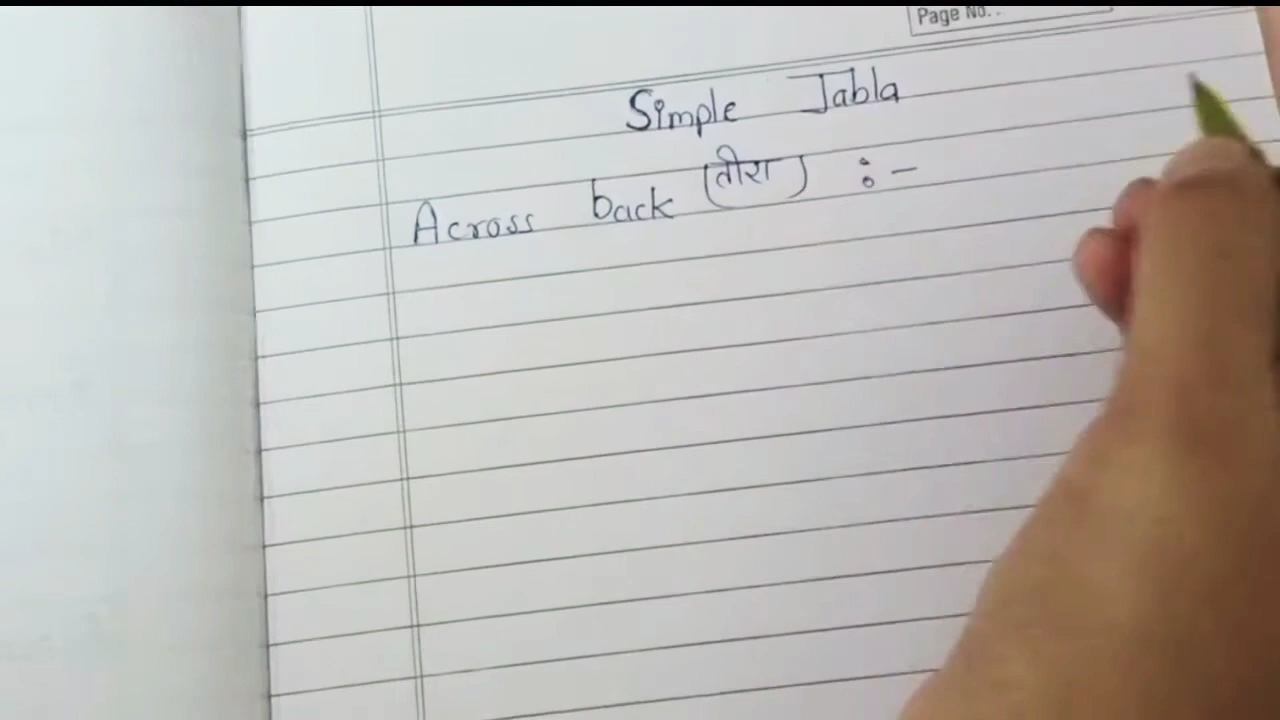 Page No. .
Simple Jabla
Across back (तीरा) :-